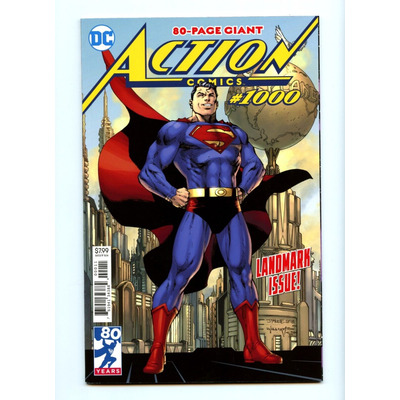 DC
80-PAGE GIANT
ACTION
COMICS
#1000
LANDMARK
ISSUE!
$7.99
80
YEARS